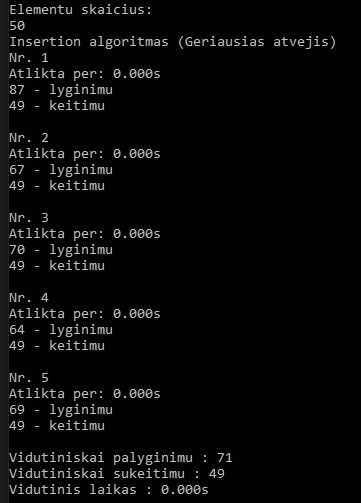 Elementu skaicius:
50
Insertion algoritmas (Geriausias atvejis)
Nr. 1
Atlikta per: 0.000s
87 - lyginimu
49 - keitimu
Nr. 2
Atlikta per: 0.000s
67 - lyginimu
49 - keitimu
Nr. 3
Atlikta per: 0.000s
70 - lyginimu
49 - keitimu
Nr. 4
Atlikta per: 0.000s
64 - lyginimu
49 - keitimu
Nr. 5
Atlikta per: 0.000s
69 - lyginimu
49 - keitimu
Vidutiniskai palyginimu : 71
Vidutiniskai sukeitimu : 49
Vidutinis laikas : 0.000s